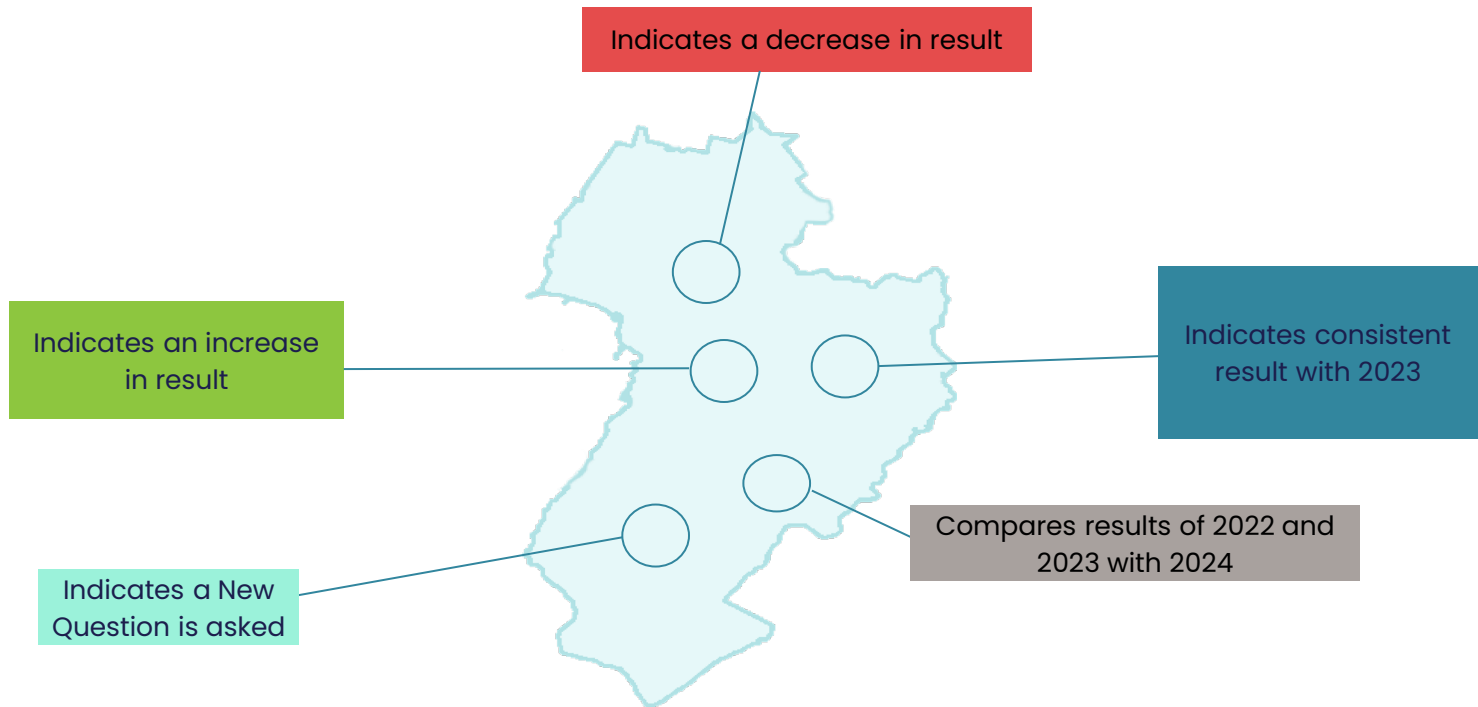 Indicates a decrease in result
Indicates an increase
in result
Indicates consistent
result with 2023
Compares results of 2022 and
2023 with 2024
Indicates a New
Question is asked